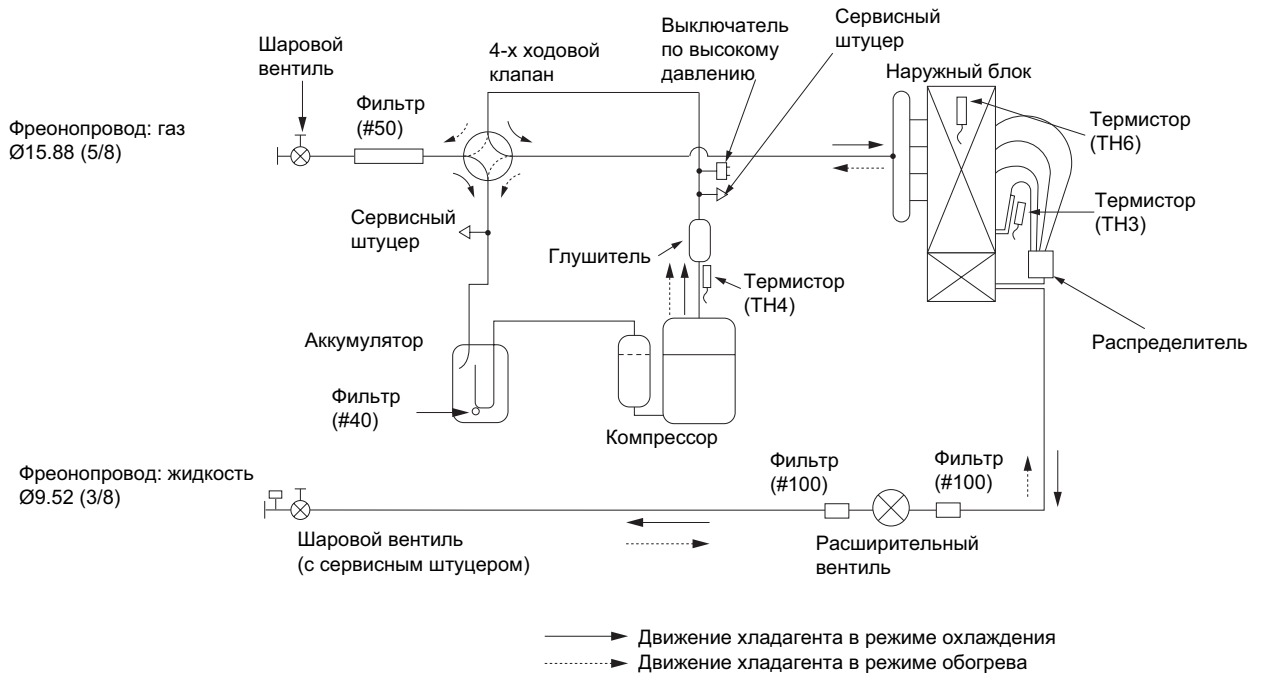 Шаровой
вентиль
4-х ходовой
клапан
Выключатель
по высокому
давлению
Сервисный
штуцер
Наружный блок
Фильтр
(#50)
Фреонопровод: газ
Ø15.88 (5/8)
Термистор
(TH6)
Термистор
(TH3)
Сервисный
штуцер
Глушитель
Термистор
(TH4)
Аккумулятор
Распределитель
Фильтр
(#40)
Компрессор
Фреонопровод: жидкость
Ø9.52 (3/8)
Фильтр
(#100)
Фильтр
(#100)
Шаровой вентиль
(с сервисным штуцером)
Расширительный
вентиль
Движение хладагента в режиме охлаждения
Движение хладагента в режиме обогрева